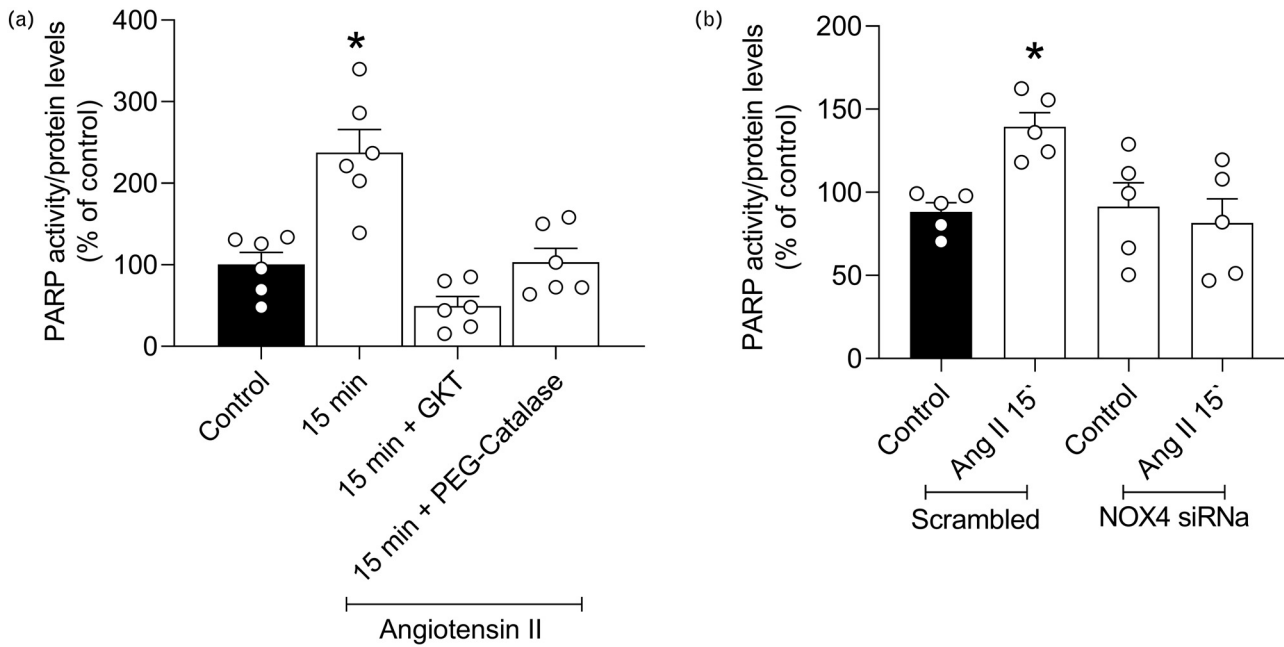 (a)
PARP activity/protein levels
(% of control)
400
300
200
100
0
*
Control
15 min
15 min + GKT
15 min + PEG-Catalase
Angiotensin II
(b)
PARP activity/protein levels
(% of control)
200
150
100
50
0
*
Control
Ang II 15`
Control
Ang II 15`
Scrambled
NOX4 siRNa